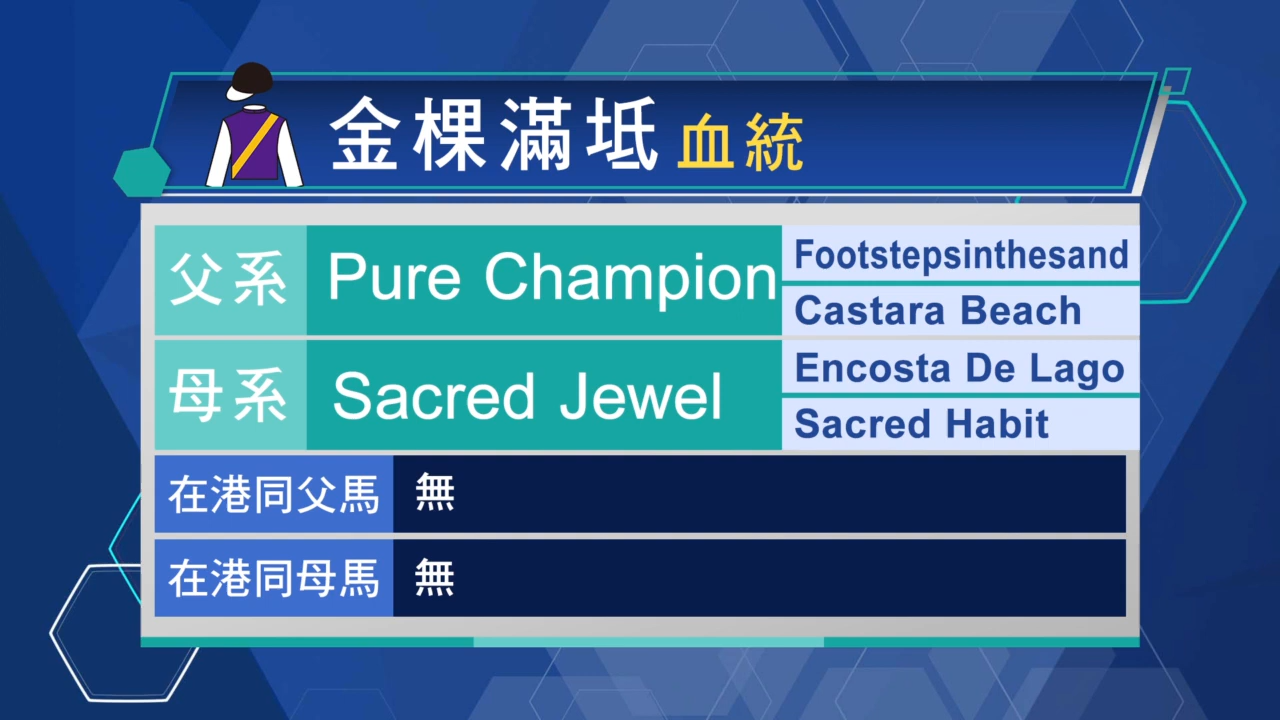 金棵滿坻 血統
父系 Pure Champion
Footstepsinthesand
Castara Beach
母系 Sacred Jewel
Encosta De Lago
Sacred Habit
在港同父馬 無
在港同母馬 無